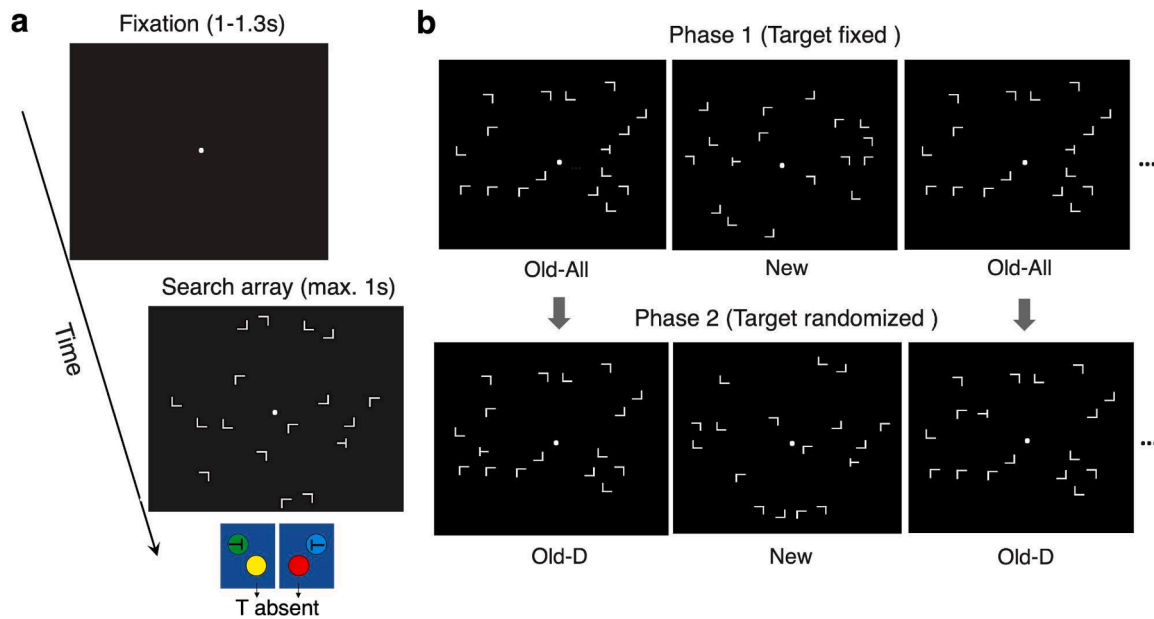 a
Fixation (1-1.3s)
Search array (max. 1s)
Time
T absent
b
Phase 1 (Target fixed )
...
Old-All
New
Old-All
Phase 2 (Target randomized )
...
Old-D
New
Old-D